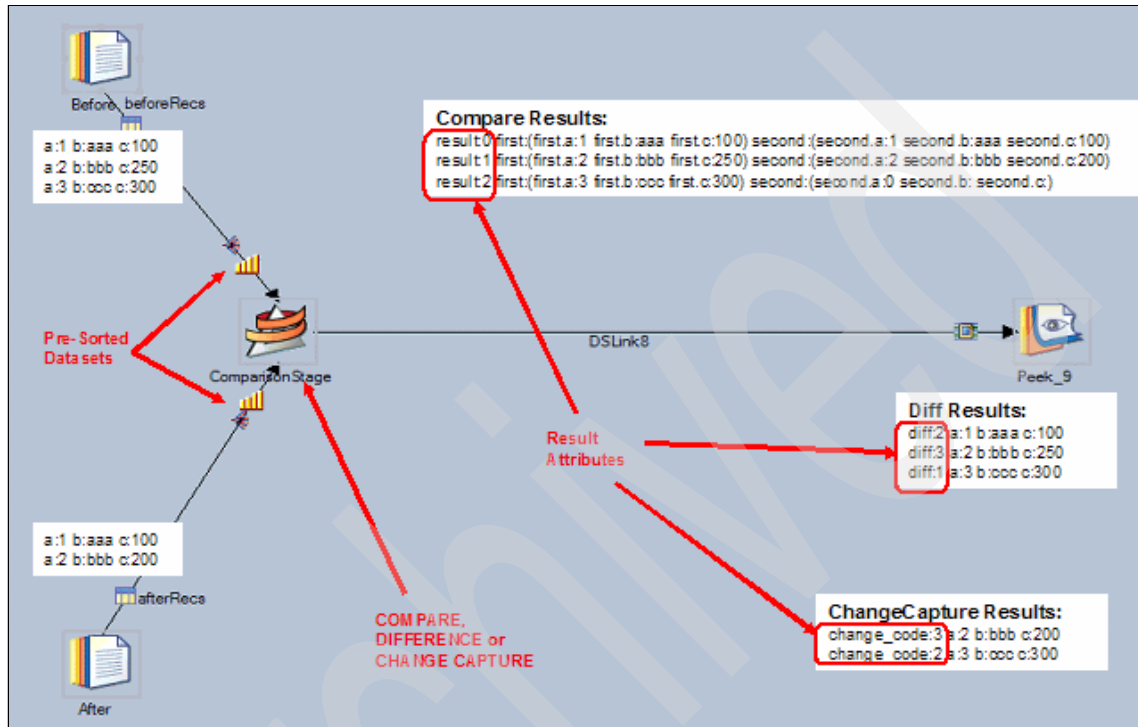 Before
beforeRecs
a:1 b:aaa c:100
a:2 b:bbb c:250
a:3 b:ccc c:300
Compare Results:
result:0 first:(first.a:1 first.b:aaa first.c:100) second:(second.a:1 second.b:aaa second.c:100)
result:1 first:(first.a:2 first.b:bbb first.c:250) second:(second.a:2 second.b:bbb second.c:200)
result:2 first:(first.a:3 first.b:ccc first.c:300) second:(second.a:0 second.b: second.c:)
Pre-Sorted
Datasets
ComparisonStage
DSLink8
Peek_9
Result
Attributes
Diff Results:
diff:2 a:1 b:aaa c:100
diff:3 a:2 b:bbb c:250
diff:1 a:3 b:ccc c:300
a:1 b:aaa c:100
a:2 b:bbb c:200
afterRecs
After
COMPARE,
DIFFERENCE or
CHANGE CAPTURE
ChangeCapture Results:
change_code:3 a:2 b:bbb c:200
change_code:2 a:3 b:ccc c:300